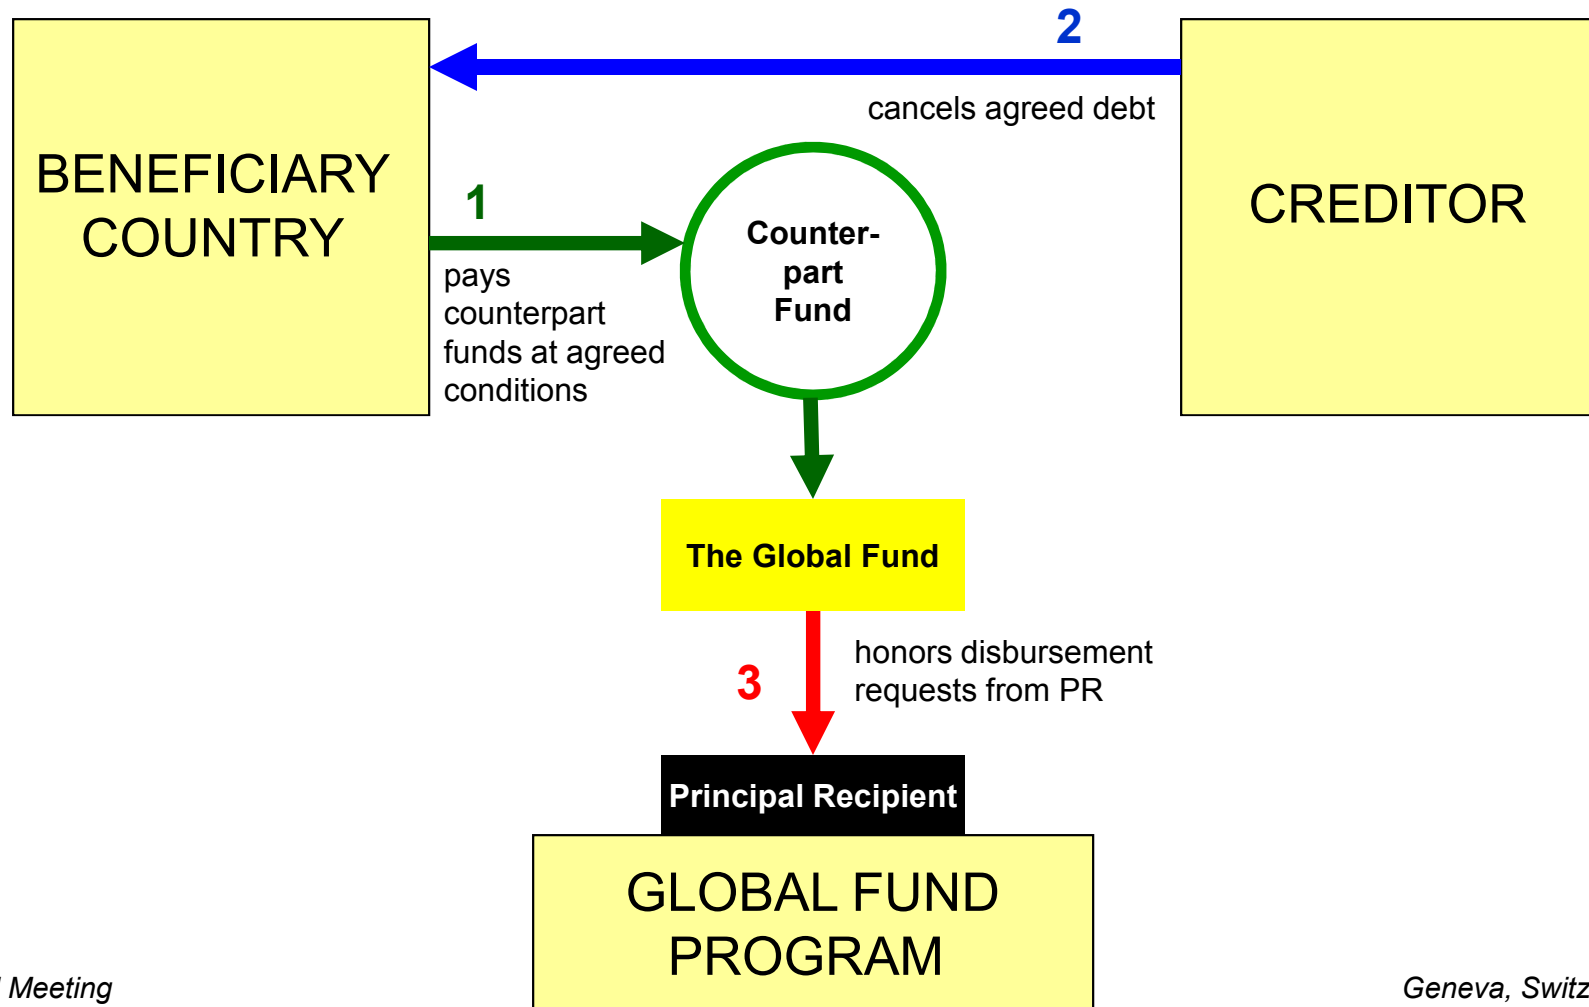 2
cancels agreed debt
BENEFICIARY
COUNTRY
1
pays
counterpart
funds at agreed
conditions
Counter-
part
Fund
CREDITOR
The Global Fund
3
honors disbursement
requests from PR
Principal Recipient
GLOBAL FUND
PROGRAM
Meeting
Geneva,